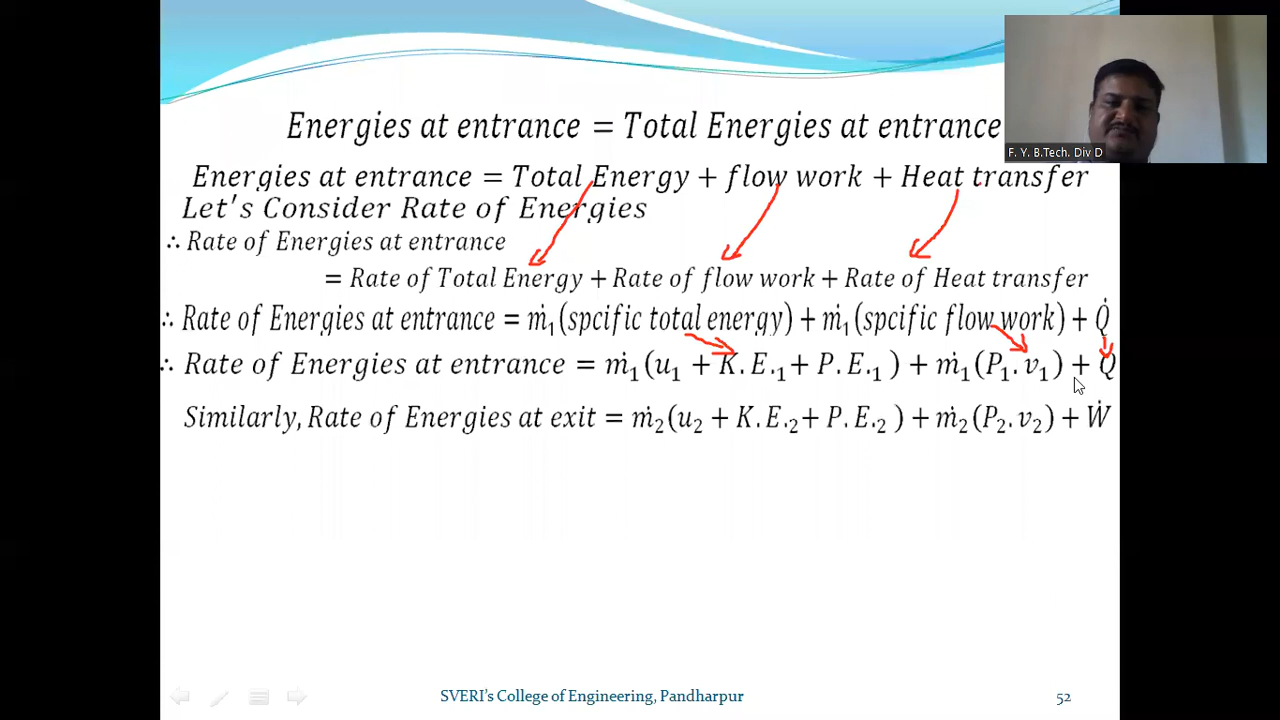 Energies at entrance = Total Energies at entrance
F. Y. B.Tech. Div D
Energies at entrance = Total Energy + flow work + Heat transfer
Let's Consider Rate of Energies
∴ Rate of Energies at entrance
= Rate of Total Energy + Rate of flow work + Rate of Heat transfer
∴ Rate of Energies at entrance = ṁ₁(spcific total energy) + ṁ₁(spcific flow work) + Q̇
∴ Rate of Energies at entrance = ṁ₁(u₁ + K.E.₁+ P.E.₁ ) + ṁ₁(P₁.v₁) + Q̇
Similarly, Rate of Energies at exit = ṁ₂(u₂ + K.E.₂+ P.E.₂ ) + ṁ₂(P₂.v₂) + Ẇ
SVERI's College of Engineering, Pandharpur
52